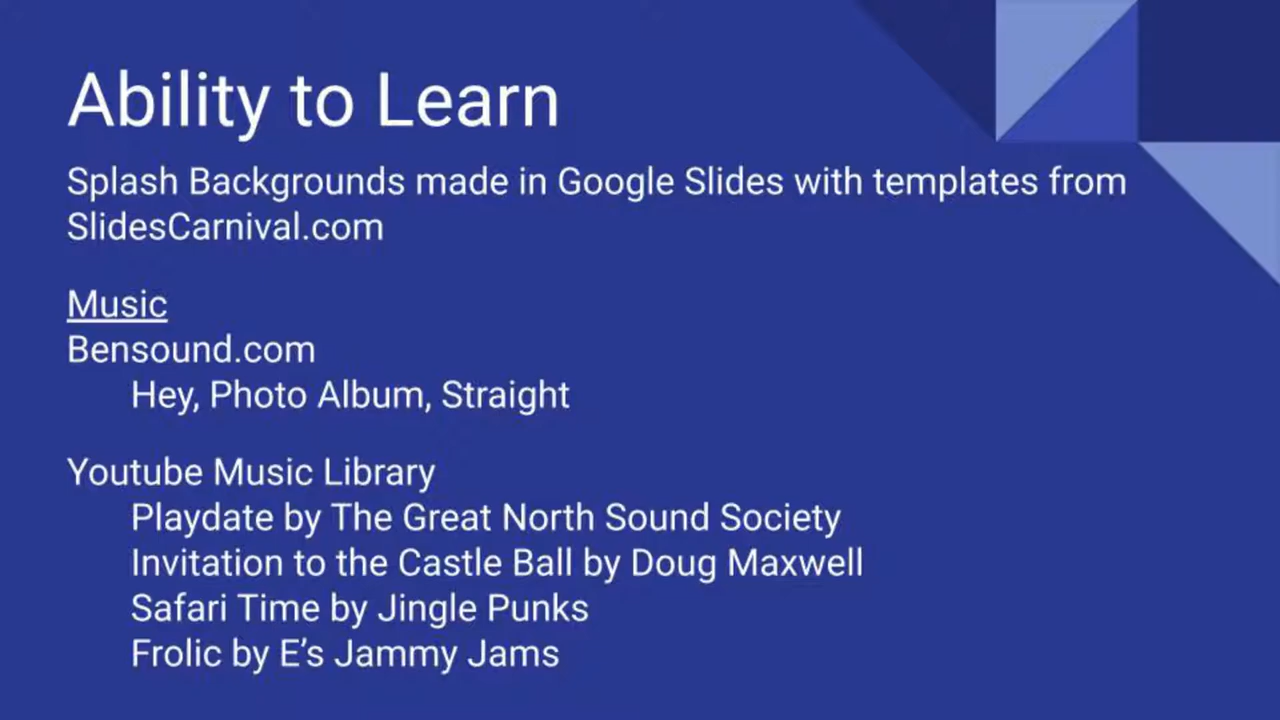 Ability to Learn
Splash Backgrounds made in Google Slides with templates from
SlidesCarnival.com
Music
Bensound.com
Hey, Photo Album, Straight
Youtube Music Library
Playdate by The Great North Sound Society
Invitation to the Castle Ball by Doug Maxwell
Safari Time by Jingle Punks
Frolic by E’s Jammy Jams